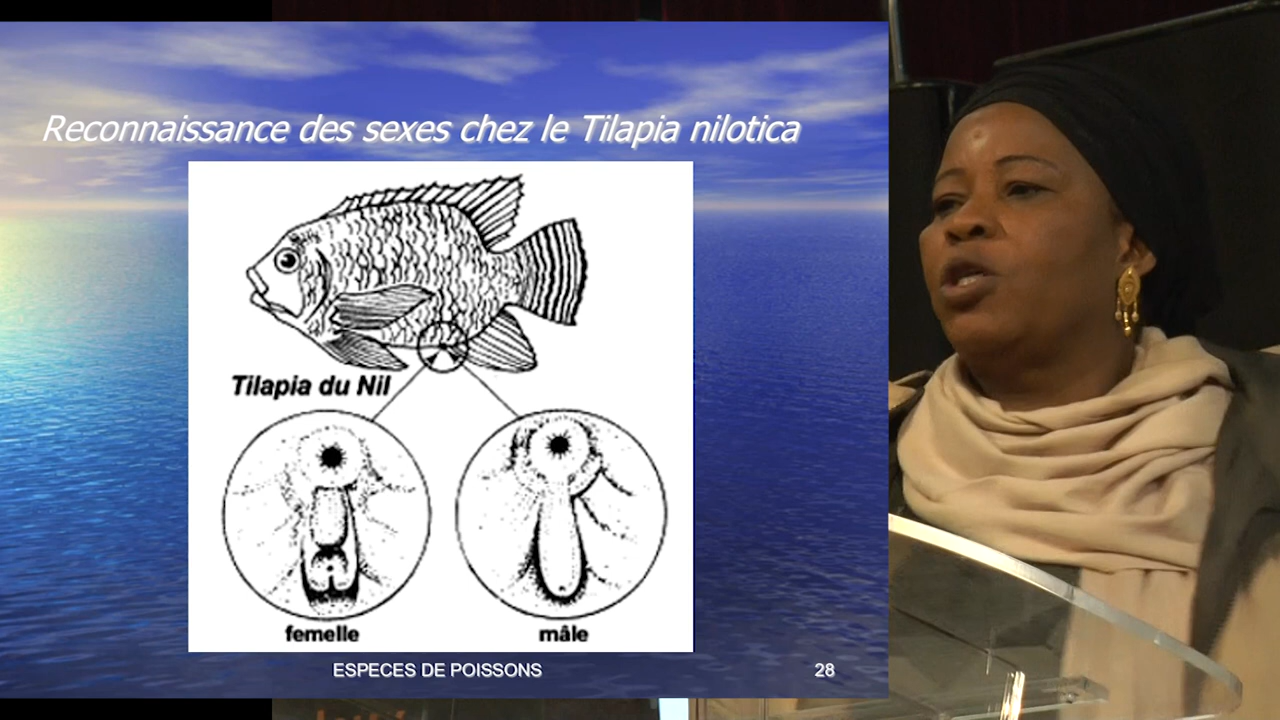 Reconnaissance des sexes chez le Tilapia nilotica
Tilapia du Nil
femelle
mâle
ESPECES DE POISSONS
28